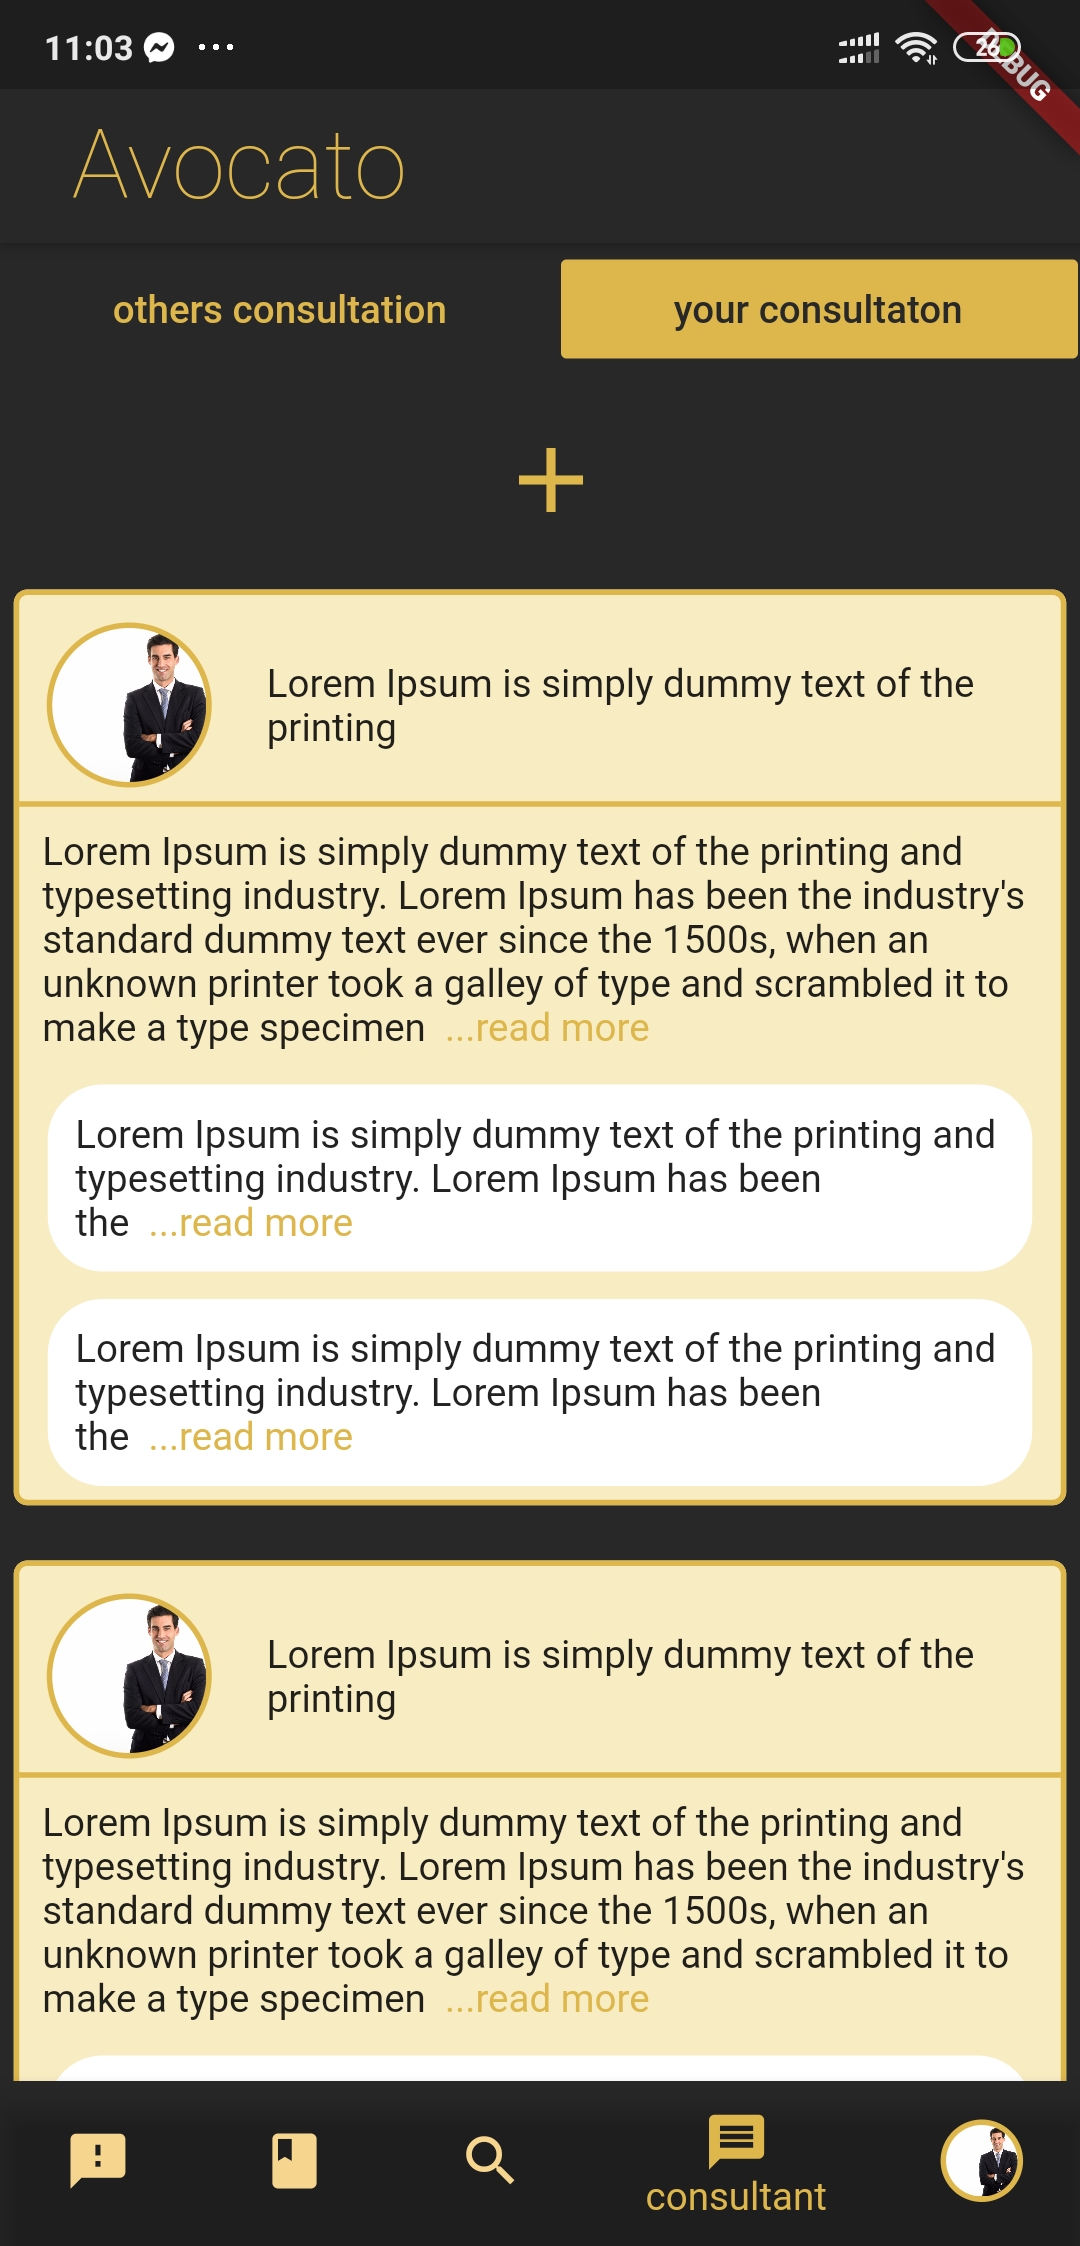 11:03
26
DEBUG
Avocato
others consultation
your consultaton
Lorem Ipsum is simply dummy text of the
printing
Lorem Ipsum is simply dummy text of the printing and
typesetting industry. Lorem Ipsum has been the industry's
standard dummy text ever since the 1500s, when an
unknown printer took a galley of type and scrambled it to
make a type specimen ...read more
Lorem Ipsum is simply dummy text of the printing and
typesetting industry. Lorem Ipsum has been
the ...read more
Lorem Ipsum is simply dummy text of the printing and
typesetting industry. Lorem Ipsum has been
the ...read more
Lorem Ipsum is simply dummy text of the
printing
Lorem Ipsum is simply dummy text of the printing and
typesetting industry. Lorem Ipsum has been the industry's
standard dummy text ever since the 1500s, when an
unknown printer took a galley of type and scrambled it to
make a type specimen ...read more
consultant